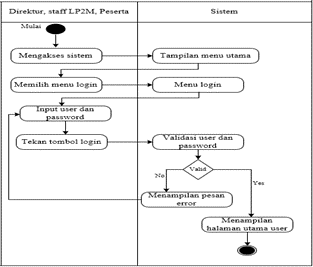 Direktur, staff LP2M, Peserta
Sistem
Mulai
Mengakses sistem
Tampilan menu utama
Memilih menu login
Menu login
Input user dan
password
Tekan tombol login
Validasi user dan
password
Valid
No
Yes
Menampilan pesan
error
Menampilan
halaman utama user